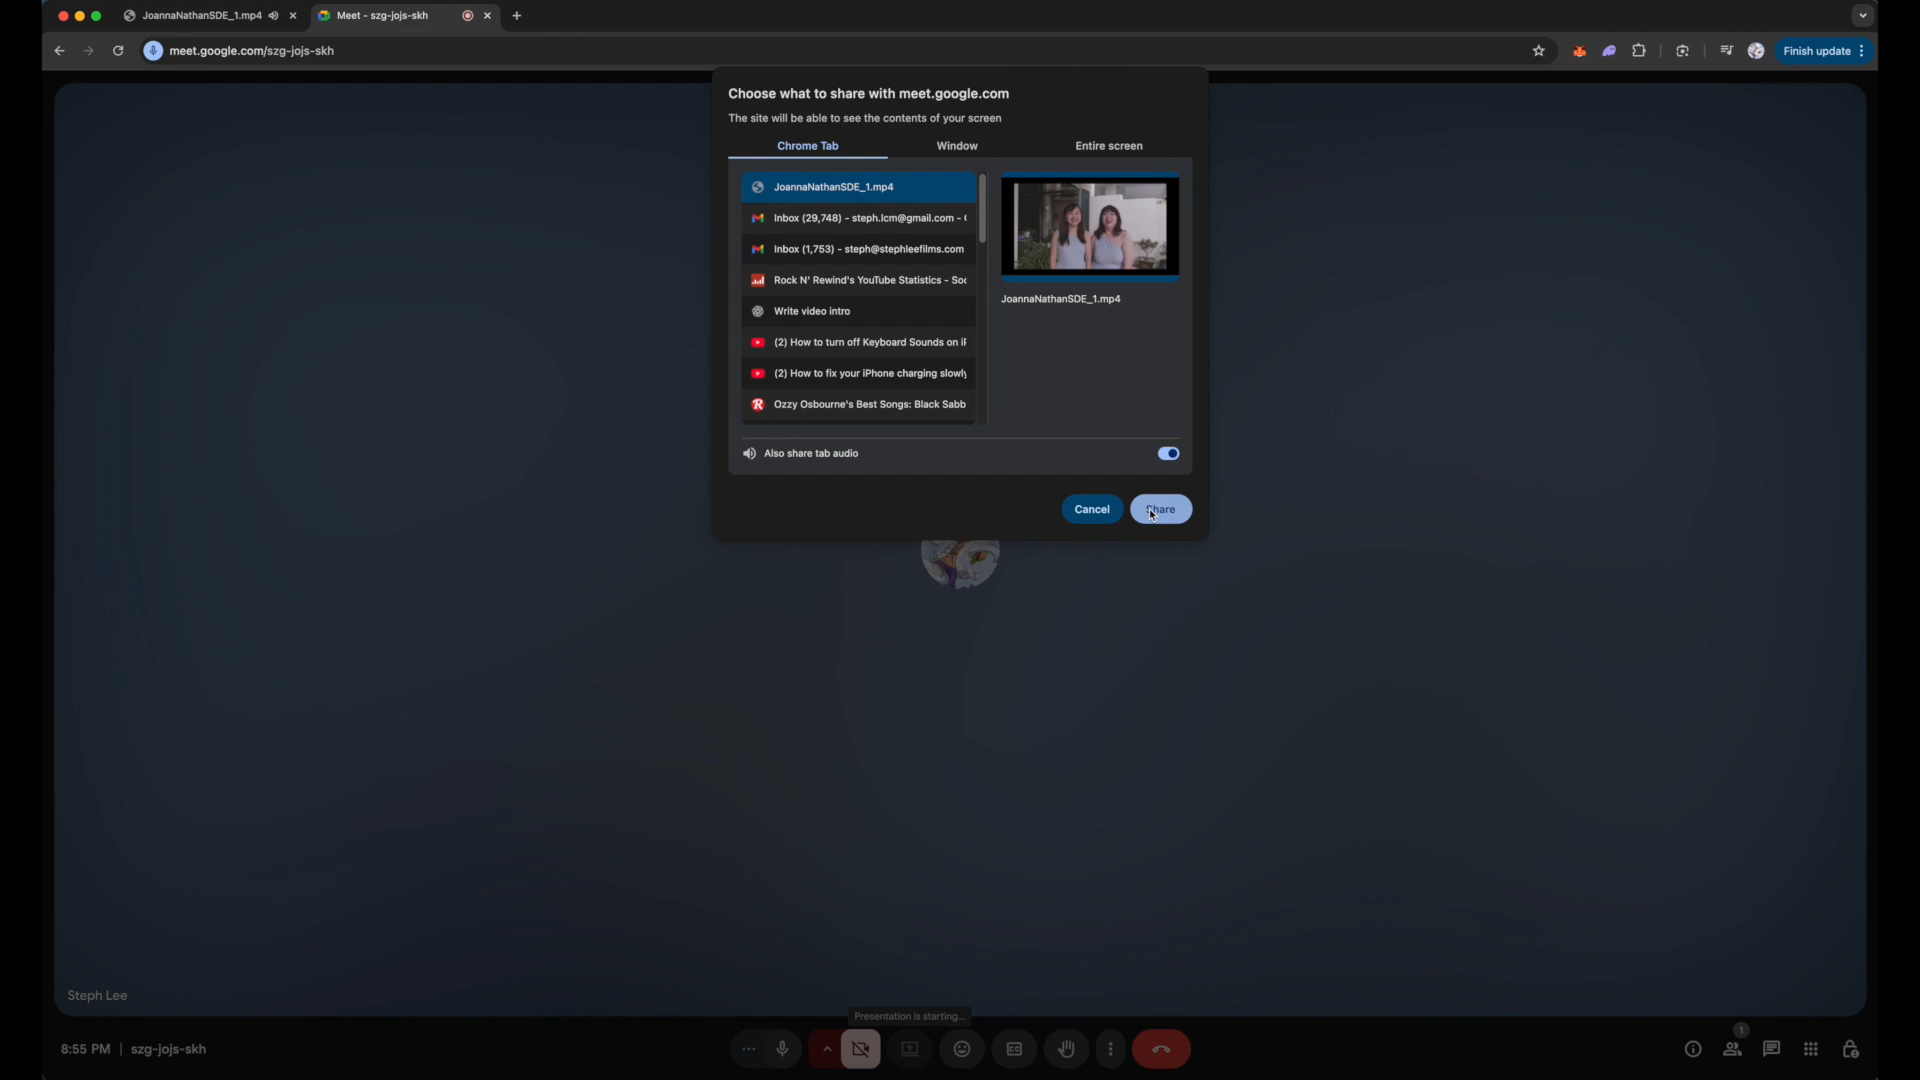 JoannaNathanSDE_1.mp4
Meet - szg-jojs-skh
meet.google.com/szg-jojs-skh
Finish update
Choose what to share with meet.google.com
The site will be able to see the contents of your screen
Chrome Tab
Window
Entire screen
JoannaNathanSDE_1.mp4
Inbox (29,748) - steph.lcm@gmail.com - (
Inbox (1,753) - steph@stephleefilms.com
Rock N' Rewind's YouTube Statistics - Soc
Write video intro
(2) How to turn off Keyboard Sounds on iP
(2) How to fix your iPhone charging slowly
Ozzy Osbourne's Best Songs: Black Sabb
JoannaNathanSDE_1.mp4
Also share tab audio
Cancel
Share
Steph Lee
Presentation is starting...
8:55 PM | szg-jojs-skh
1